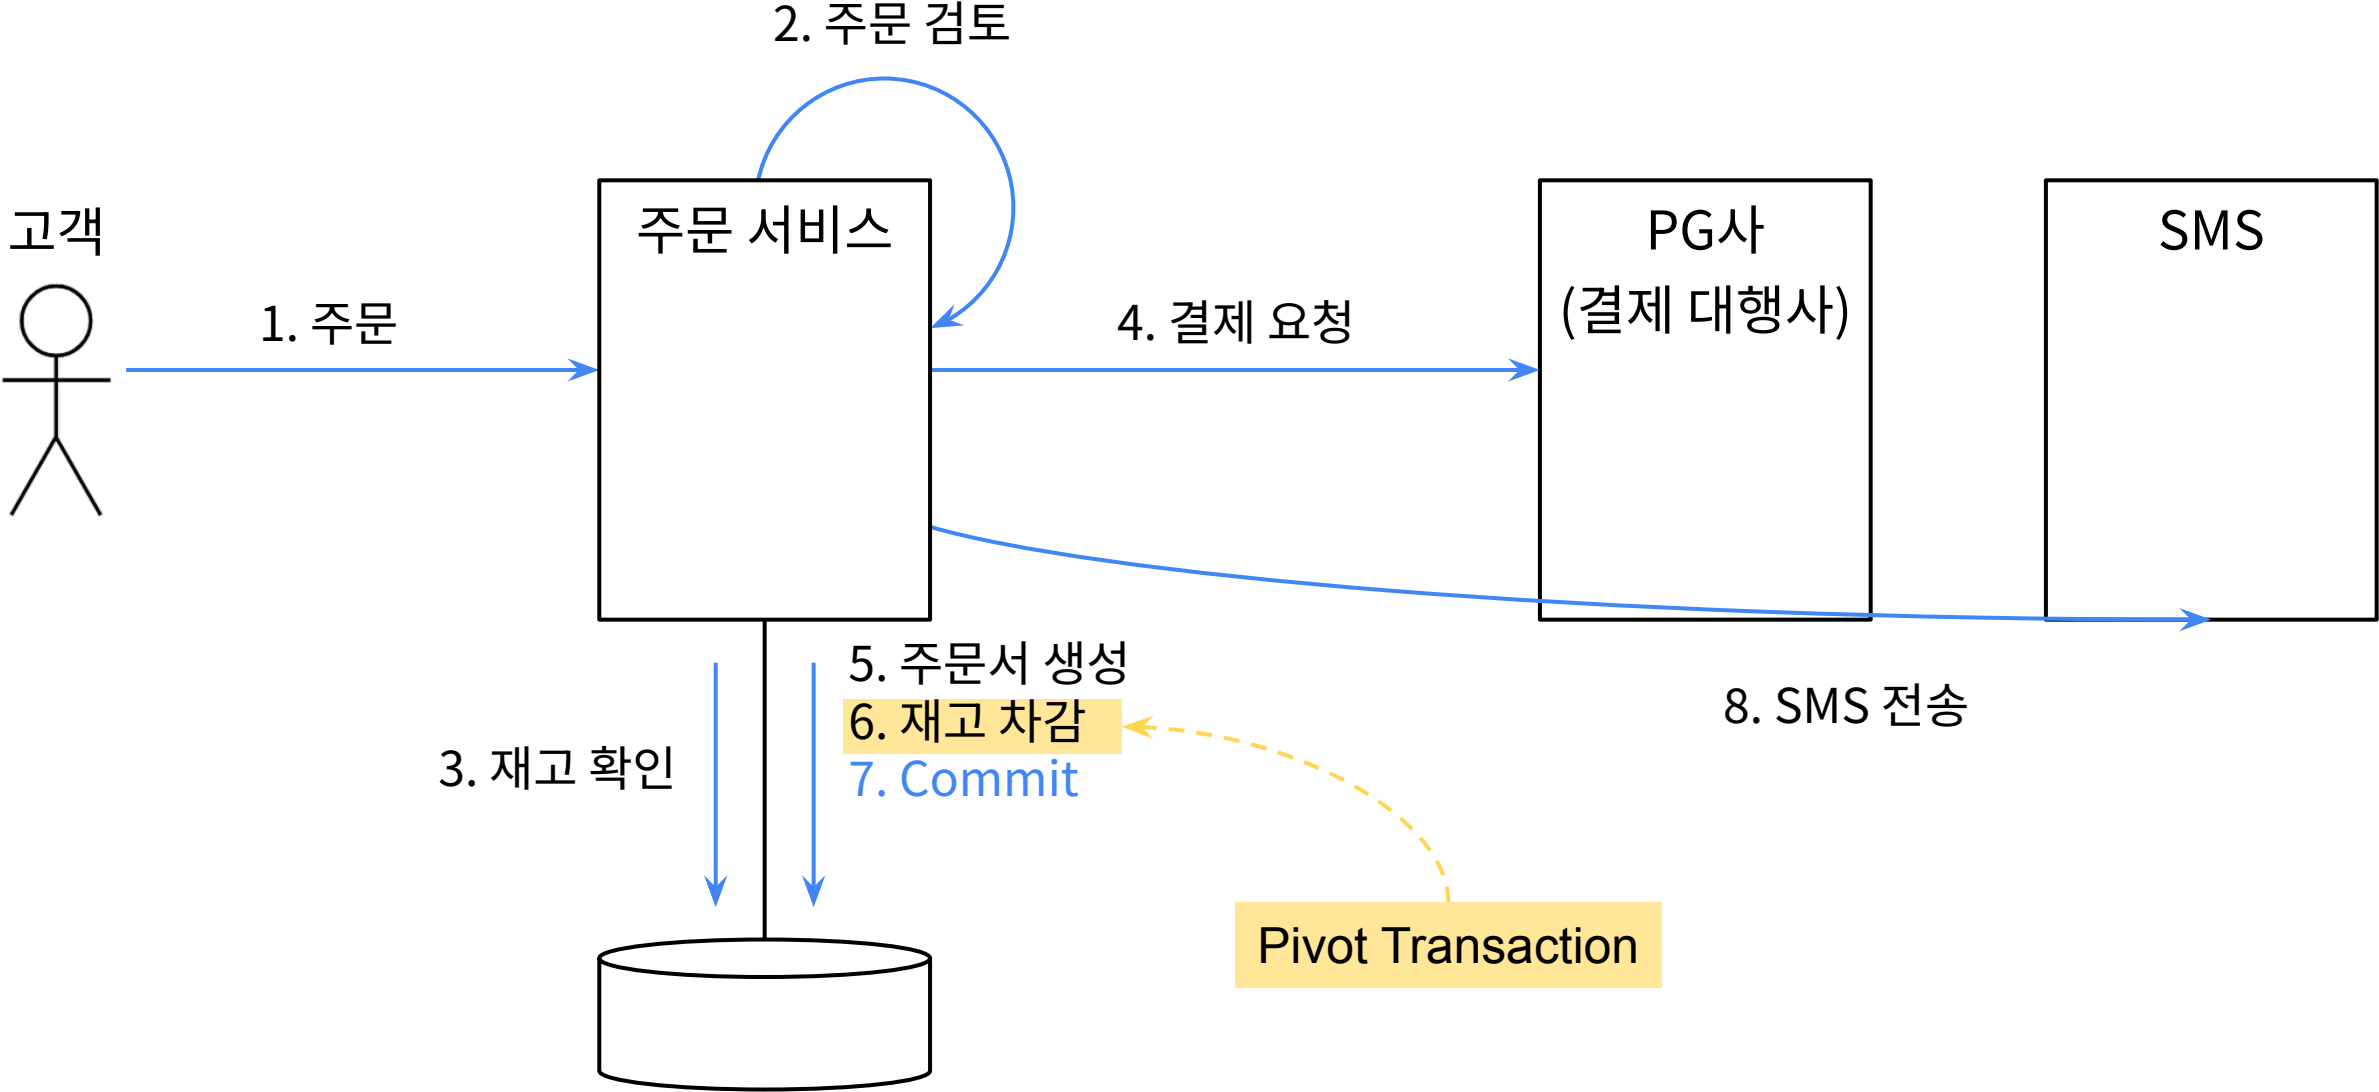 2. 주문 검토
고객
주문 서비스
PG사
(결제 대행사)
SMS
1. 주문
4. 결제 요청
5. 주문서 생성
6. 재고 차감
7. Commit
3. 재고 확인
8. SMS 전송
Pivot Transaction